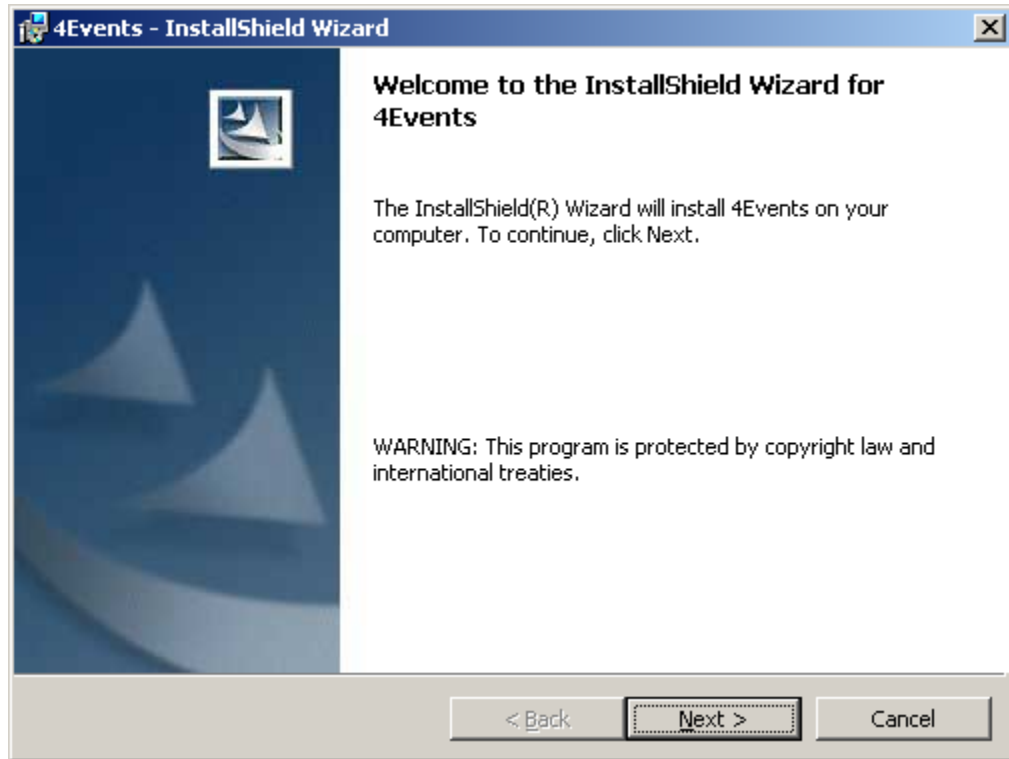 4Events - InstallShield Wizard
Welcome to the InstallShield Wizard for
4Events
The InstallShield(R) Wizard will install 4Events on your
computer. To continue, click Next.
WARNING: This program is protected by copyright law and
international treaties.
< Back
Next >
Cancel